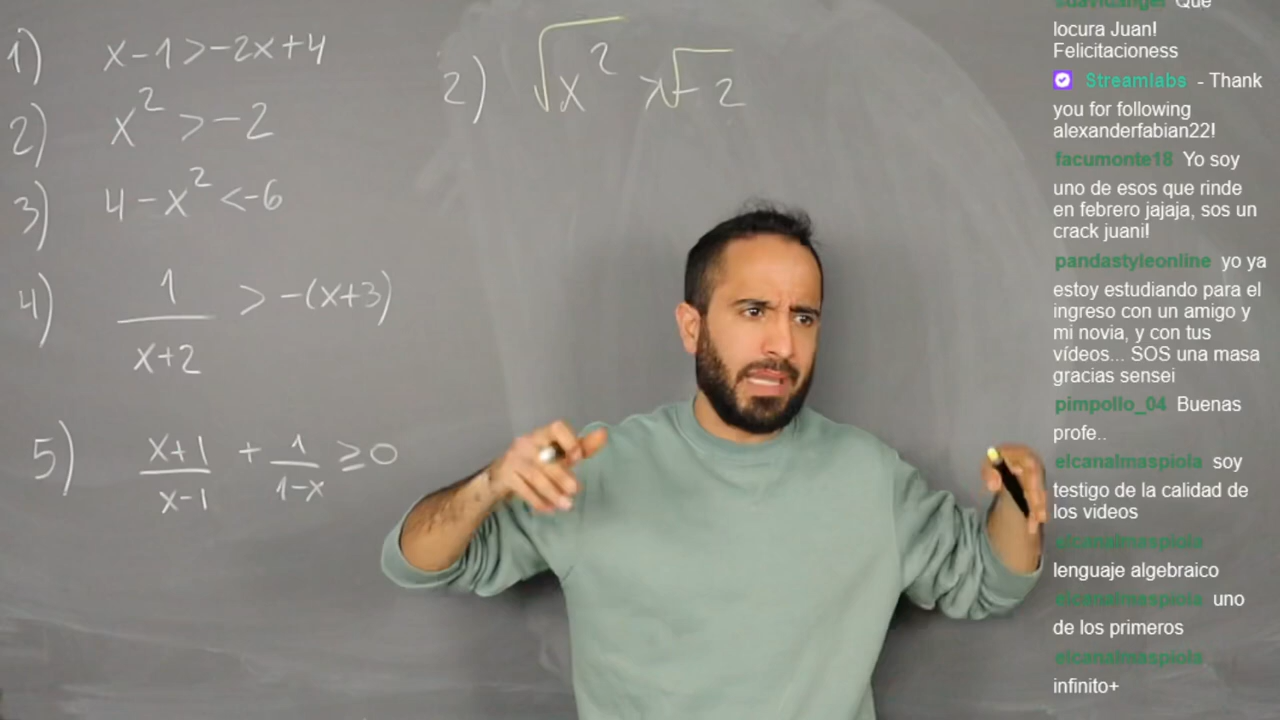 1) x-1>-2x+4
2) x² >-2
3) 4-x² <-6
4) 1/(x+2) > -(x+3)
5) (x+1)/(x-1) + 1/(1-x) ≥0
2) √x² >√-2
Que
locura Juan!
Felicitacioness
Streamlabs - Thank
you for following
alexanderfabian22!
facumonte18 Yo soy
uno de esos que rinde
en febrero jajaja, sos un
crack juani!
pandastyleonline yo ya
estoy estudiando para el
ingreso con un amigo y
mi novia, y con tus
vídeos... SOS una masa
gracias sensei
pimpollo_04 Buenas
profe..
elcanalmaspiola soy
testigo de la calidad de
los videos
elcanalmaspiola
lenguaje algebraico
elcanalmaspiola uno
de los primeros
elcanalmaspiola
infinito+